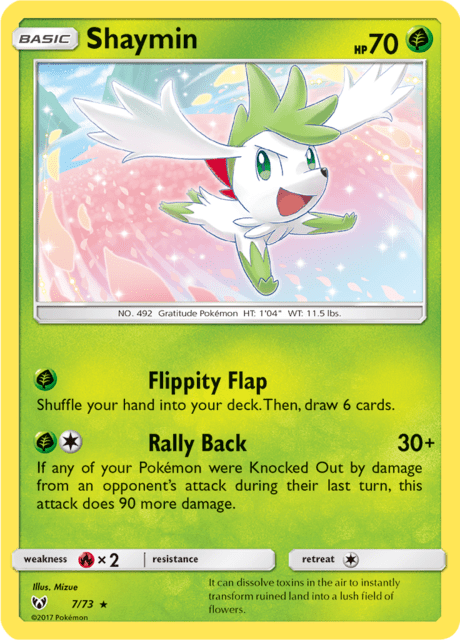 BASIC Shaymin HP70
NO. 492 Gratitude Pokémon HT: 1'04" WT: 11.5 lbs.
Flippity Flap
Shuffle your hand into your deck. Then, draw 6 cards.
Rally Back 30+
If any of your Pokémon were Knocked Out by damage
from an opponent's attack during their last turn, this
attack does 90 more damage.
weakness ×2 resistance retreat
Illus. Mizue
7/73 ★
©2017 Pokémon
It can dissolve toxins in the air to instantly
transform ruined land into a lush field of
flowers.